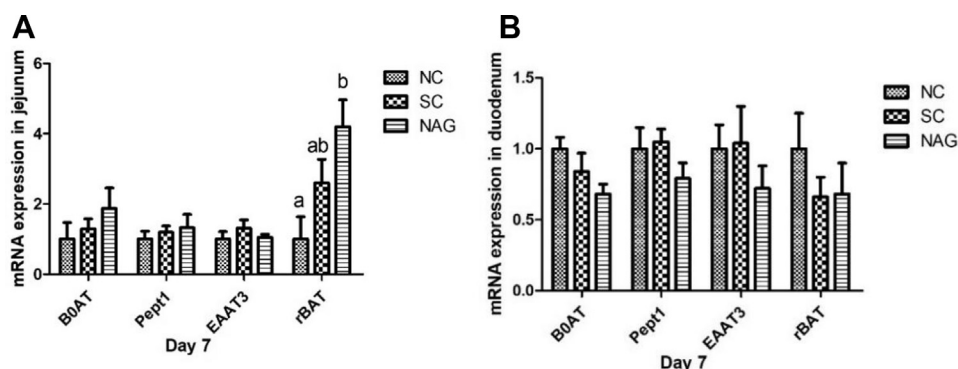 A
mRNA expression in jejunum
6
4
2
0
a
ab
b
B0AT
Pept1
EAAT3
rBAT
Day 7
NC
SC
NAG
B
mRNA expression in duodenum
1.5
1.0
0.5
0.0
B0AT
Pept1
EAAT3
rBAT
Day 7
NC
SC
NAG